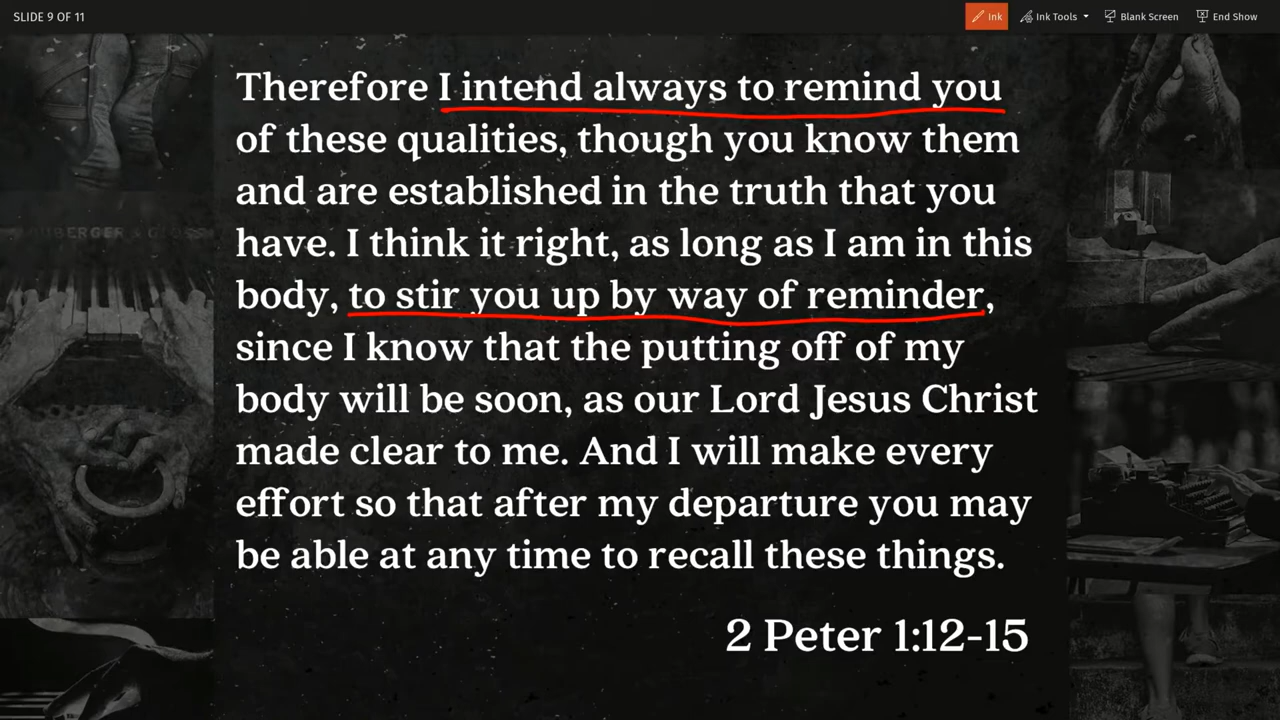 SLIDE 9 OF 11
Ink
Ink Tools
Blank Screen
End Show
Therefore I intend always to remind you
of these qualities, though you know them
and are established in the truth that you
have. I think it right, as long as I am in this
body, to stir you up by way of reminder,
since I know that the putting off of my
body will be soon, as our Lord Jesus Christ
made clear to me. And I will make every
effort so that after my departure you may
be able at any time to recall these things.
2 Peter 1:12-15